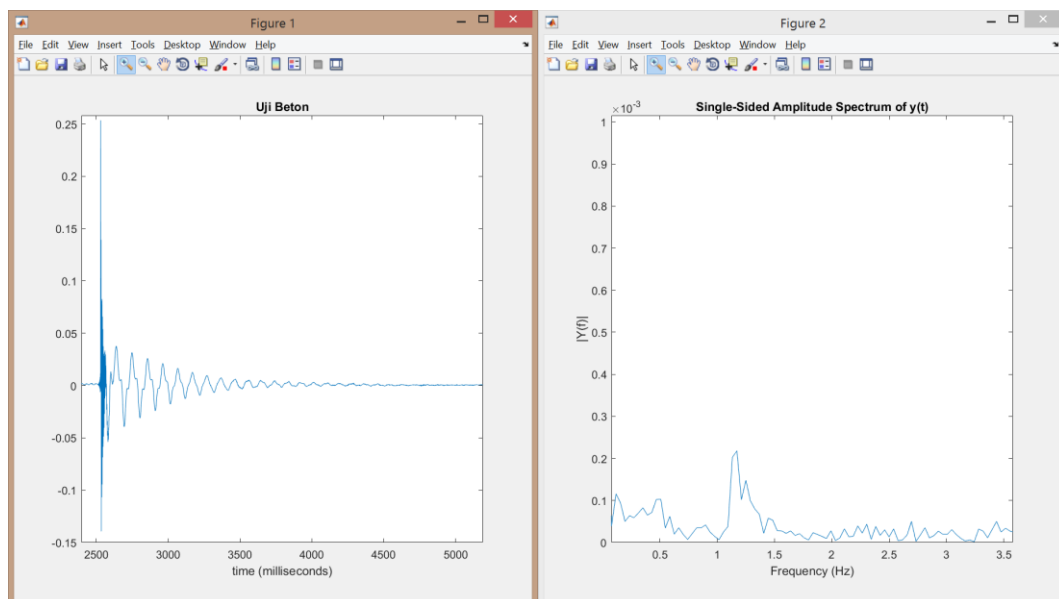 Figure 1
File Edit View Insert Tools Desktop Window Help
Uji Beton
0.25
0.2
0.15
0.1
0.05
0
-0.05
-0.1
-0.15
2500 3000 3500 4000 4500 5000
time (milliseconds)
Figure 2
File Edit View Insert Tools Desktop Window Help
×10⁻³
Single-Sided Amplitude Spectrum of y(t)
1
0.9
0.8
0.7
0.6
0.5
0.4
0.3
0.2
0.1
0
|Y(f)|
0.5 1 1.5 2 2.5 3 3.5
Frequency (Hz)